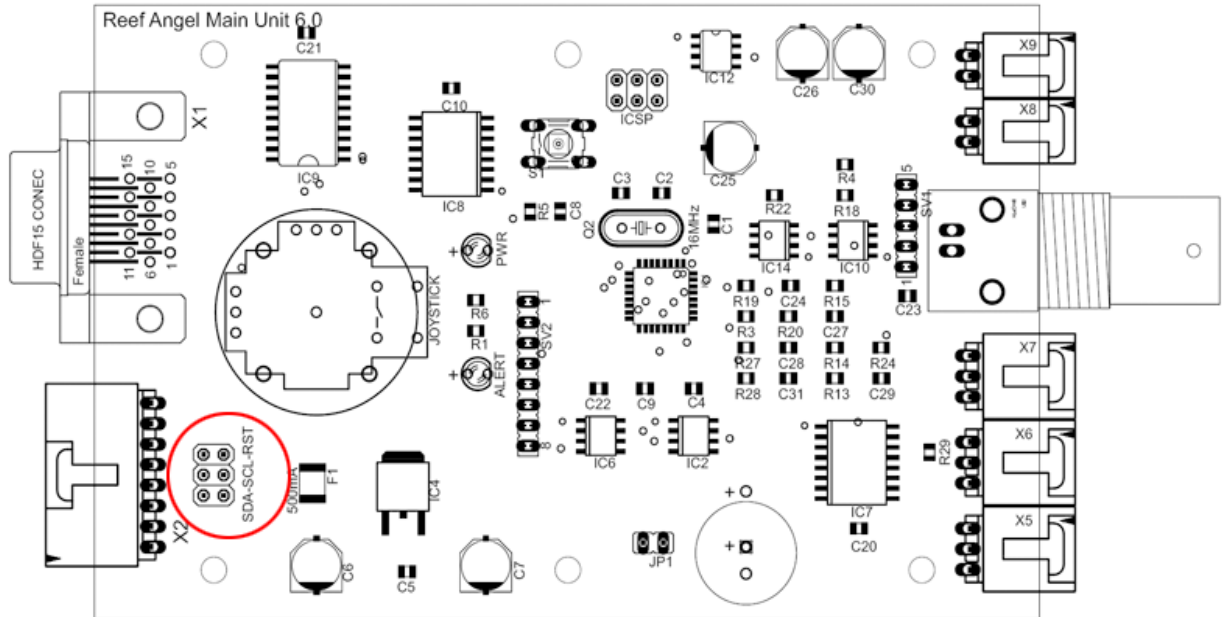 Reef Angel Main Unit 6.0
C21
X1
HDF15 CONEC
Female
15
10
5
11
6
1
IC9
C10
IC8
S1
ICSP
IC12
C26
C30
C25
X9
X8
C3
C2
R5
C8
Q2
16MHz
C1
R4
R22
R18
IC14
IC10
5
SV1
1
C23
PWR
+
JOYSTICK
R6
R1
ALERT
+
1
SV2
8
R19
C24
R15
R3
R20
C27
R27
C28
R14
R24
R28
C31
R13
C29
X7
X6
X5
C22
C9
C4
IC6
IC2
IC7
R29
C20
SDA-SCL-RST
X2
500mA
F1
IC4
C6
C5
C7
JP1
+
+